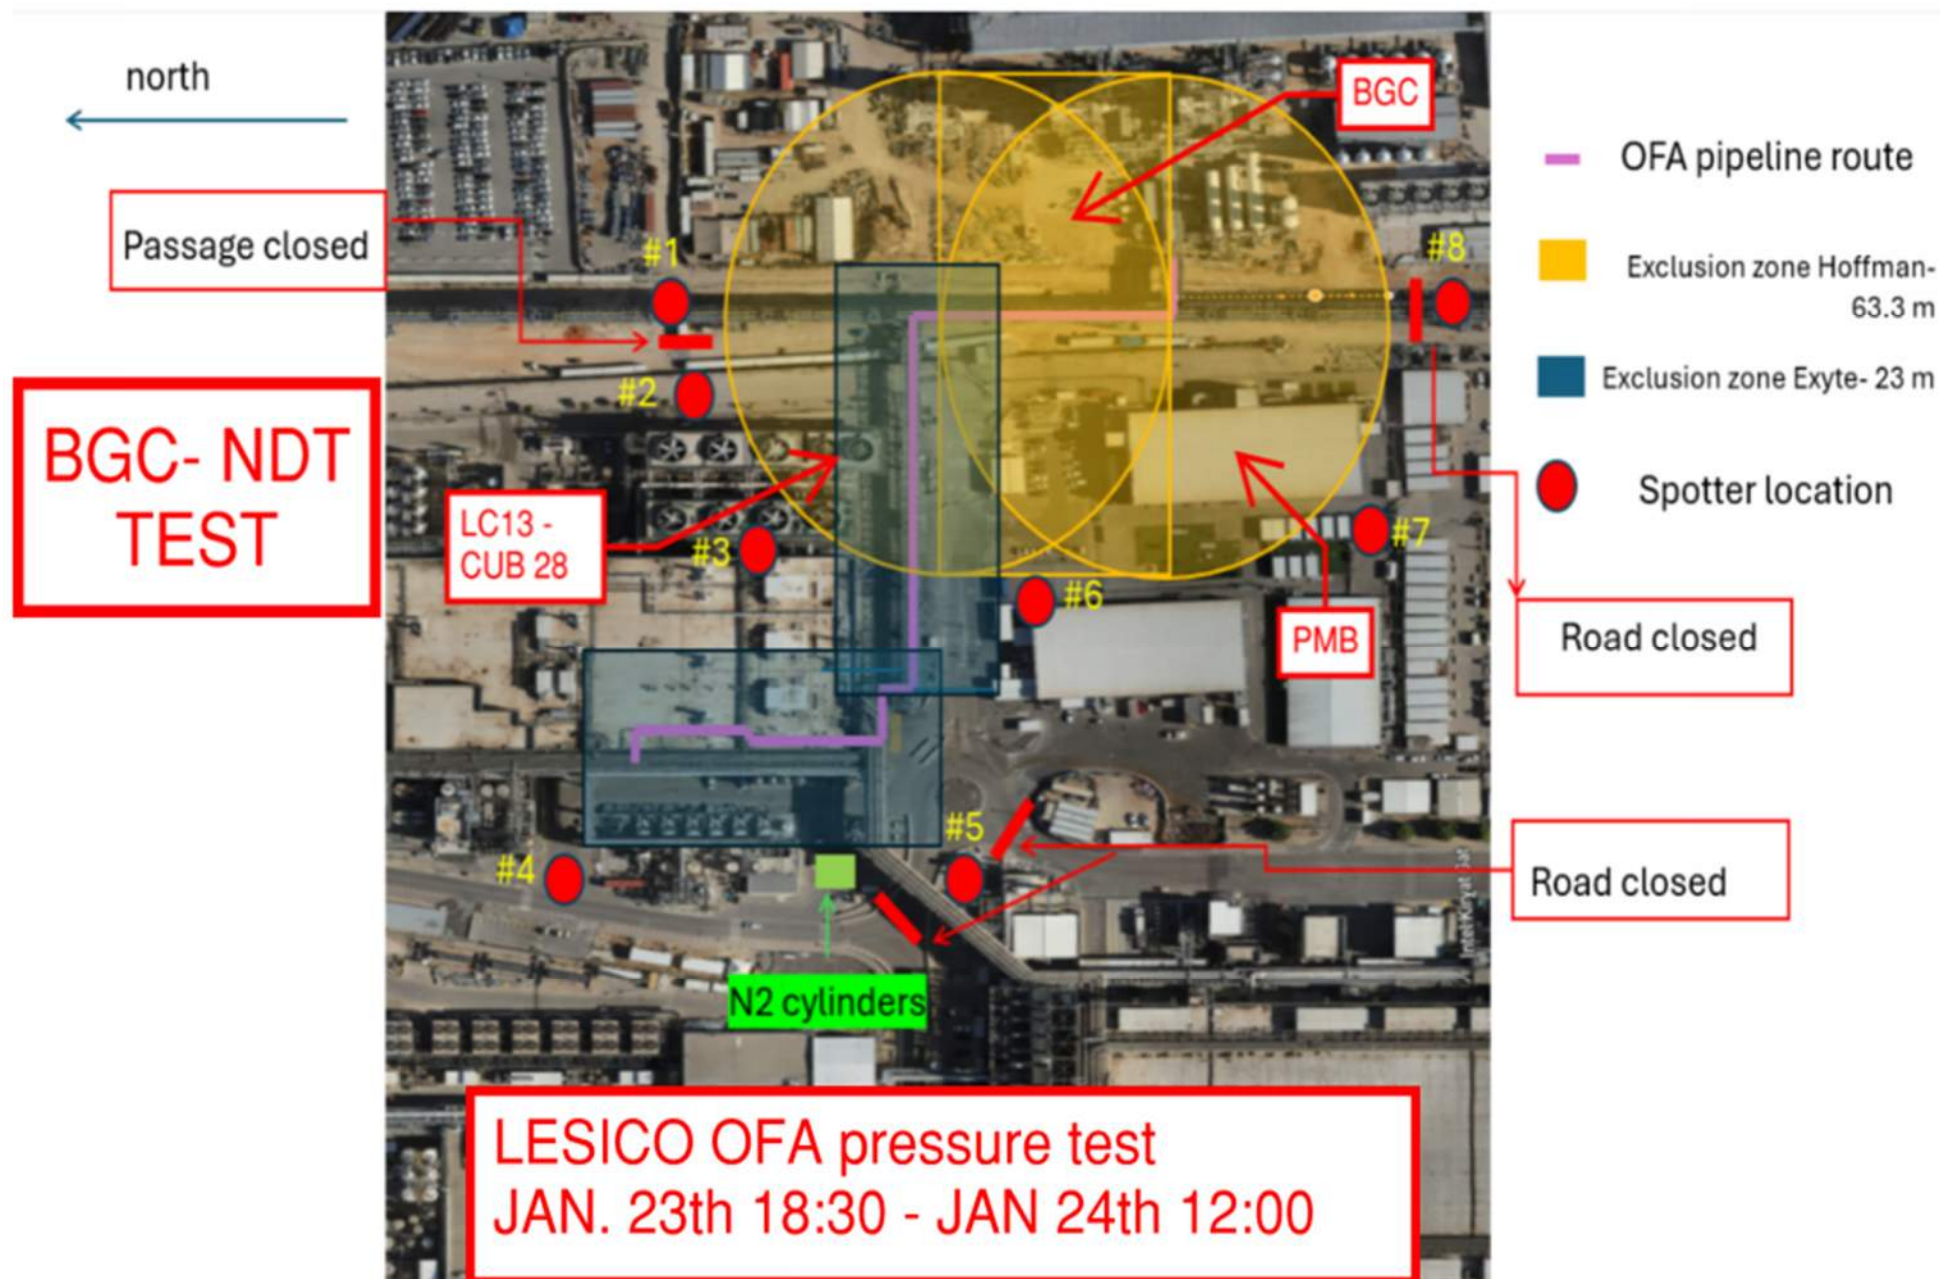 north
BGC
OFA pipeline route
Passage closed
#1
#8
Exclusion zone Hoffman-
63.3 m
#2
Exclusion zone Exyte- 23 m
BGC- NDT
TEST
LC13 -
CUB 28
Spotter location
#3
#7
#6
PMB
Road closed
#5
#4
Road closed
N2 cylinders
LESICO OFA pressure test
JAN. 23th 18:30 - JAN 24th 12:00